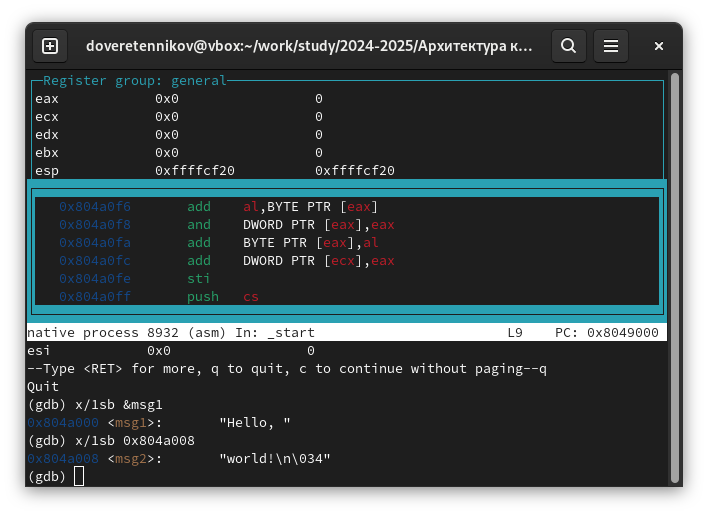 doveretennikov@vbox:~/work/study/2024-2025/Архитектура к...
Register group: general
eax 0x0 0
ecx 0x0 0
edx 0x0 0
ebx 0x0 0
esp 0xffffcf20 0xffffcf20
0x804a0f6 add al,BYTE PTR [eax]
0x804a0f8 and DWORD PTR [eax],eax
0x804a0fa add BYTE PTR [eax],al
0x804a0fc add DWORD PTR [ecx],eax
0x804a0fe sti
0x804a0ff push cs
native process 8932 (asm) In: _start L9 PC: 0x8049000
esi 0x0 0
--Type <RET> for more, q to quit, c to continue without paging--q
Quit
(gdb) x/1sb &msg1
0x804a000 <msg1>: "Hello, "
(gdb) x/1sb 0x804a008
0x804a008 <msg2>: "world!\n\034"
(gdb)